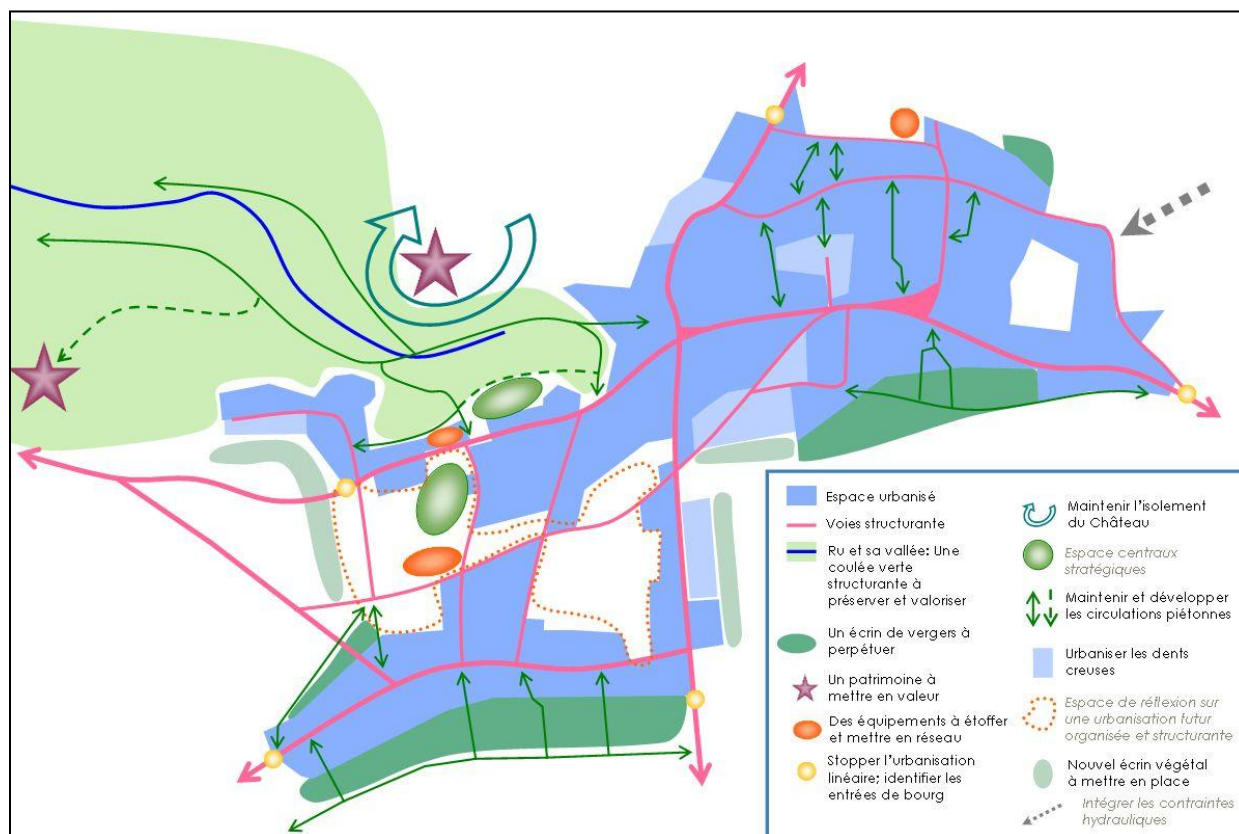 Espace urbanisé
Voies structurante
Ru et sa vallée: Une
coulée verte
structurante à
préserver et valoriser
Un écrin de vergers à
perpétuer
Un patrimoine à
mettre en valeur
Des équipements à étoffer
et mettre en réseau
Stopper l'urbanisation
linéaire; identifier les
entrées de bourg
Maintenir l'isolement
du Château
Espace centraux
stratégiques
Maintenir et développer
les circulations piétonnes
Urbaniser les dents
creuses
Espace de réflexion sur
une urbanisation futur
organisée et structurante
Nouvel écrin végétal
à mettre en place
Intégrer les contraintes
hydrauliques